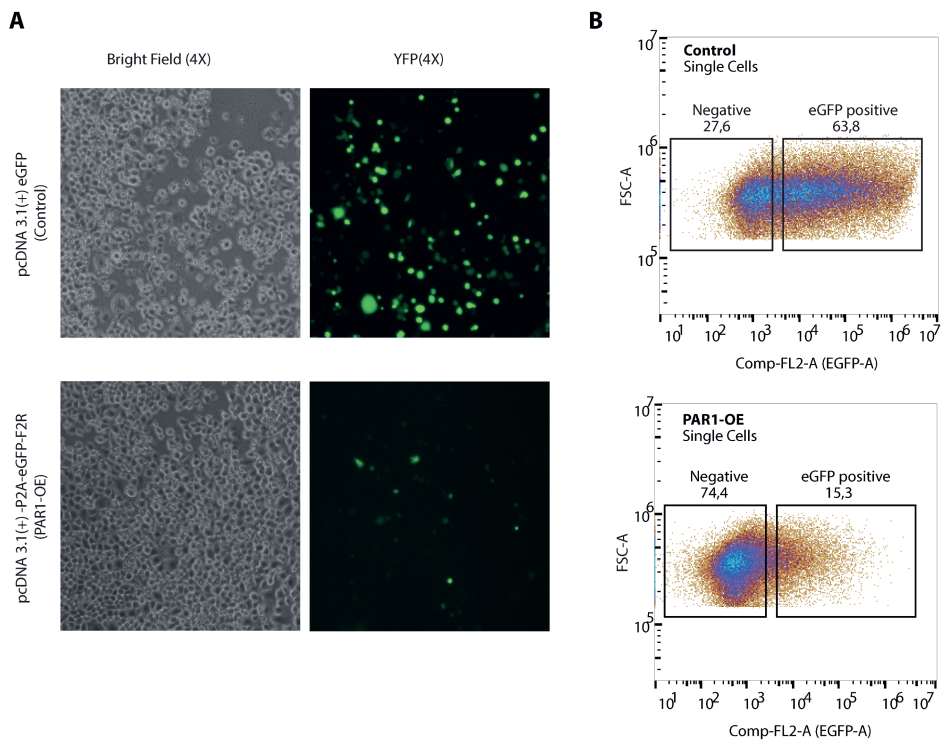 A
Bright Field (4X)
YFP(4X)
pcDNA 3.1(+) eGFP
(Control)
pcDNA 3.1(+) -P2A-eGFP-F2R
(PAR1-OE)
B
Control
Single Cells
Negative
27,6
eGFP positive
63,8
10^7
10^6
10^5
FSC-A
10^1 10^2 10^3 10^4 10^5 10^6 10^7
Comp-FL2-A (EGFP-A)
PAR1-OE
Single Cells
Negative
74,4
eGFP positive
15,3
10^7
10^6
10^5
FSC-A
10^1 10^2 10^3 10^4 10^5 10^6 10^7
Comp-FL2-A (EGFP-A)